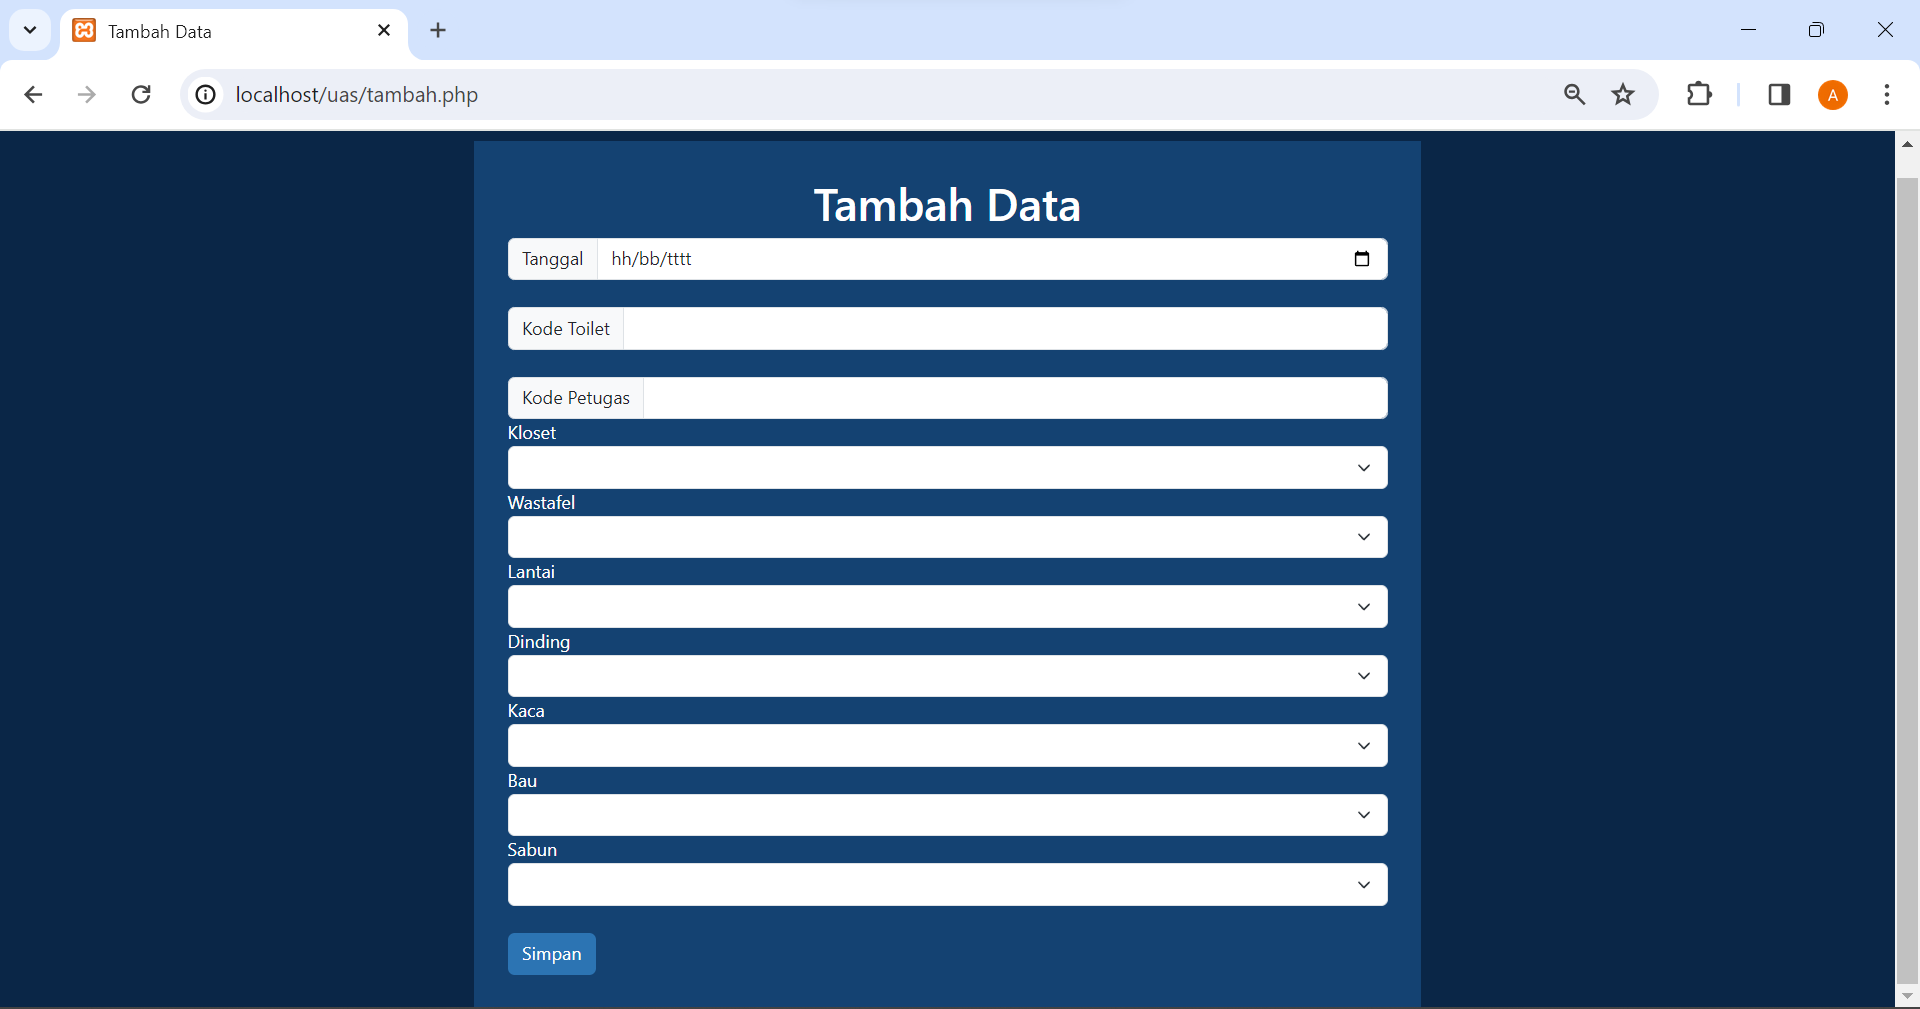 Tambah Data
localhost/uas/tambah.php
A
Tambah Data
Tanggal hh/bb/tttt
Kode Toilet
Kode Petugas
Kloset
Wastafel
Lantai
Dinding
Kaca
Bau
Sabun
Simpan